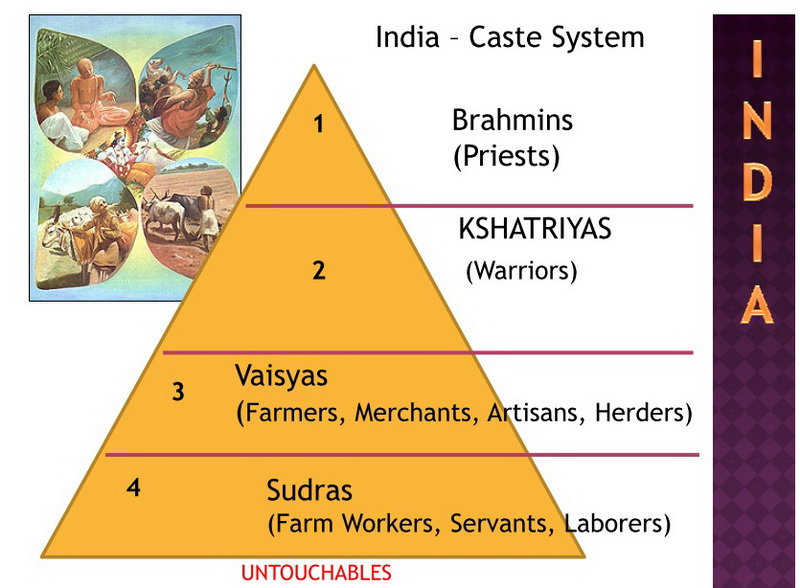 India – Caste System
1
Brahmins
(Priests)
KSHATRIYAS
2
(Warriors)
3
Vaisyas
(Farmers, Merchants, Artisans, Herders)
4
Sudras
(Farm Workers, Servants, Laborers)
UNTOUCHABLES
I
N
D
I
A